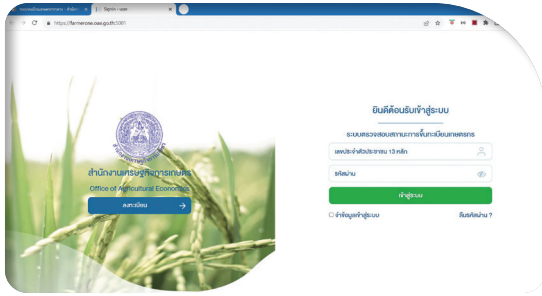 Sign in - user
https://farmerone.oae.go.th:5001
สำนักงานเศรษฐกิจการเกษตร
Office of Agricultural Economics
ลงทะเบียน
ยินดีต้อนรับเข้าสู่ระบบ
ระบบตรวจสอบสถานะการขึ้นทะเบียนเกษตรกร
เลขประจำตัวประชาชน 13 หลัก
รหัสผ่าน
เข้าสู่ระบบ
จำข้อมูลเข้าสู่ระบบ
ลืมรหัสผ่าน ?